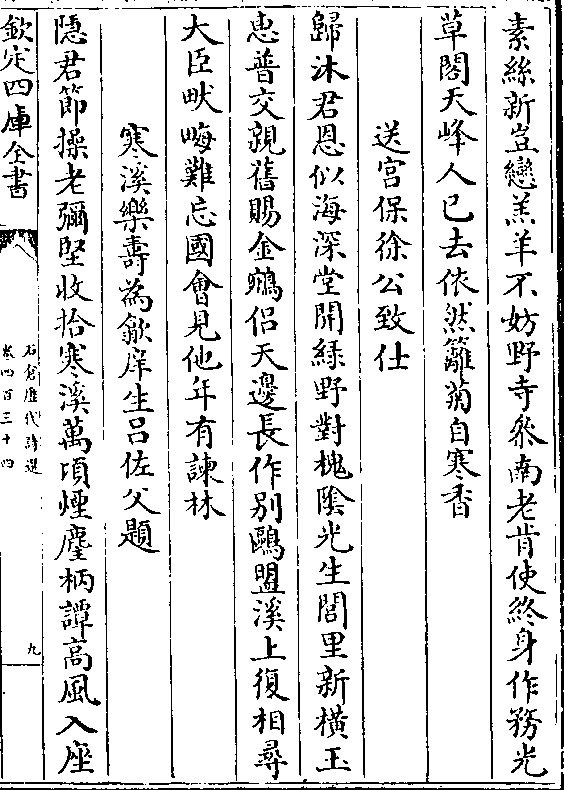 素絲新豈戀羔羊不妨野寺參南老肯使終身作務光
草閣天峰人已去依然籬菊自寒香
送宮保徐公致仕
歸沐君恩似海深堂開緑野對槐陰光生閭里新横玉
惠普交親舊賜金鵷侣天邊長作别鷗盟溪上復相尋
大臣畎畝難忘國會見他年有諫林
寒溪樂壽為歙庠生吕佐父題
隠君節操老彌堅收拾寒溪萬頃煙麈柄譚髙風入座
欽定四庫全書
石倉歴代詩選
卷四百三十四
九